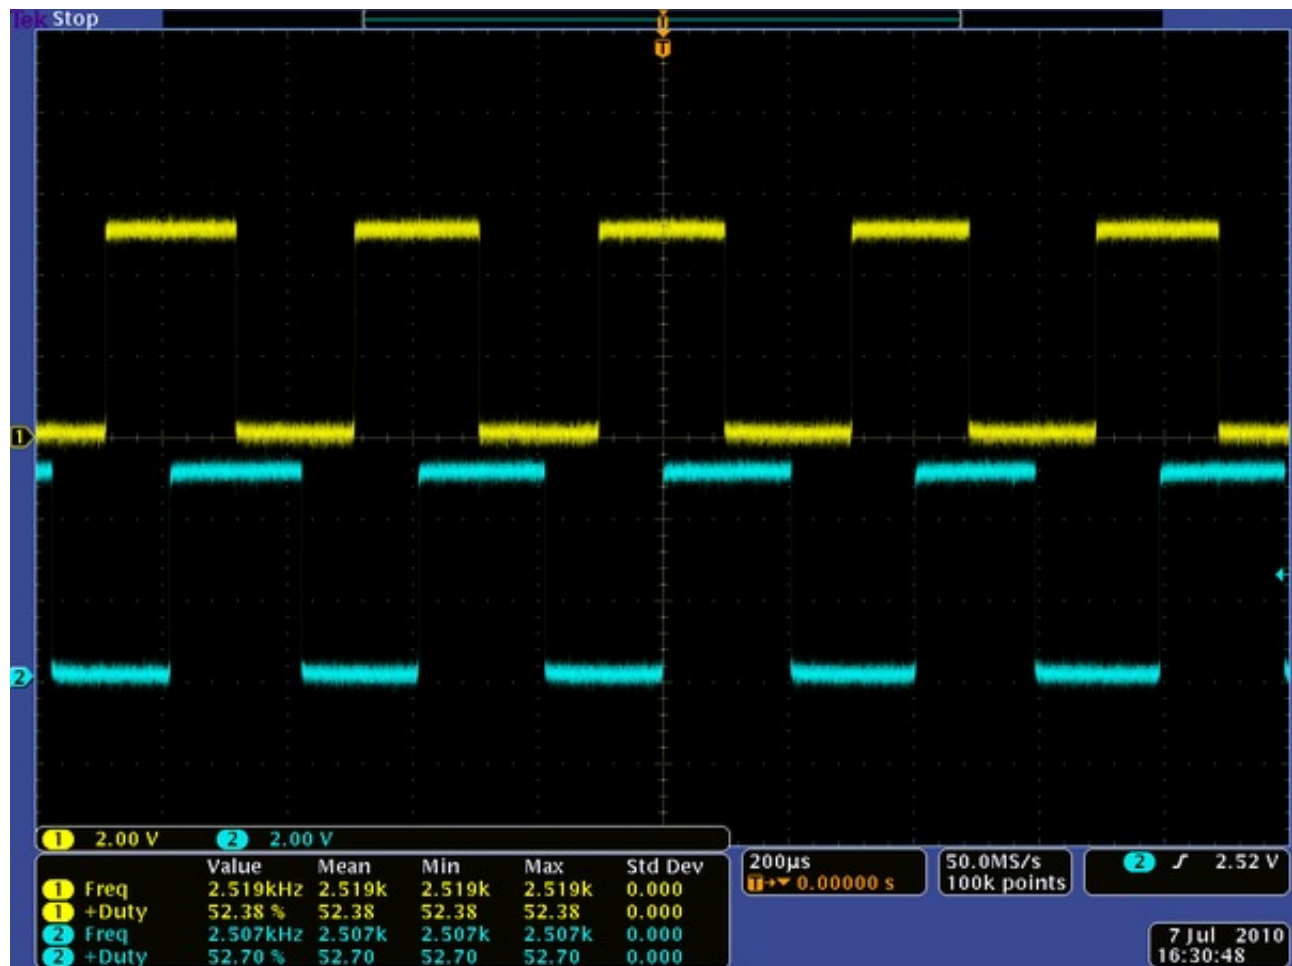 Tek Stop
T
1
2
1 2.00 V 2 2.00 V
Value Mean Min Max Std Dev
1 Freq 2.519kHz 2.519k 2.519k 2.519k 0.000
1 +Duty 52.38 % 52.38 52.38 52.38 0.000
2 Freq 2.507kHz 2.507k 2.507k 2.507k 0.000
2 +Duty 52.70 % 52.70 52.70 52.70 0.000
200µs
T→▼ 0.00000 s
50.0MS/s
100k points
2 2.52 V
7 Jul 2010
16:30:48